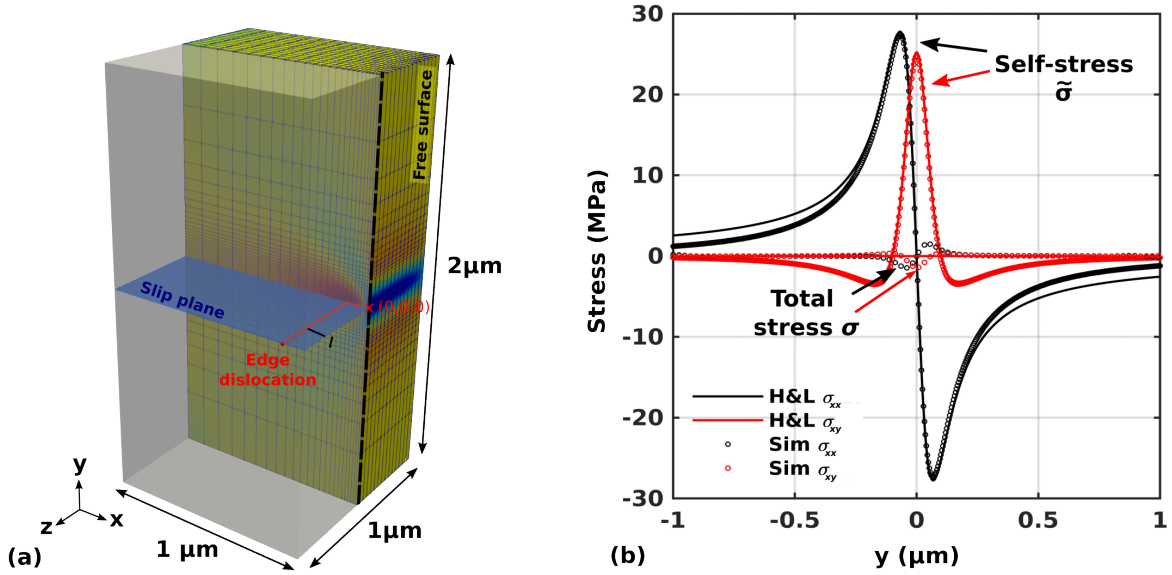 Free surface
2μm
Slip plane
x (0,0,0)
l
Edge
dislocation
y
z
x
1 μm
1μm
(a)
30
20
10
0
-10
-20
-30
Stress (MPa)
Self-stress
σ̃
Total
stress σ
H&L σxx
H&L σxy
Sim σxx
Sim σxy
-1
-0.5
0
0.5
1
(b)
y (μm)